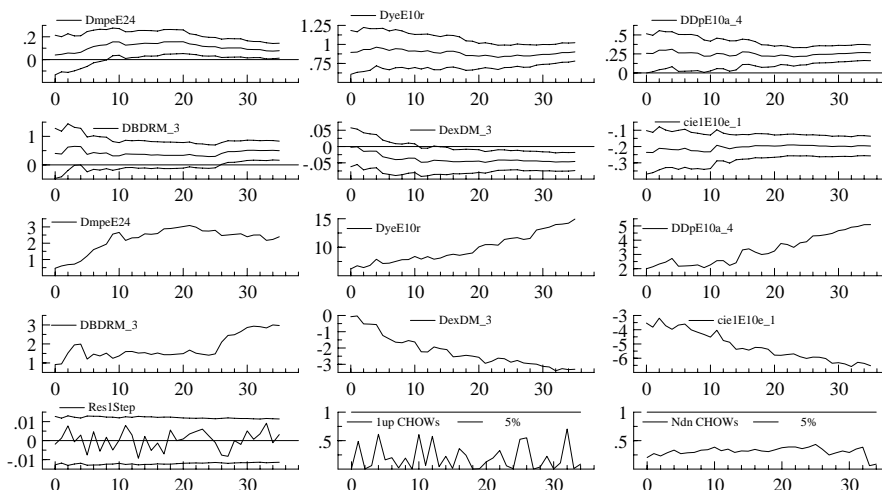 DmpeE24
.2
0
0 10 20 30
DyeE10r
1.25
1
.75
0 10 20 30
DDpE10a_4
.5
.25
0
0 10 20 30
DBDRM_3
1
0
0 10 20 30
DexDM_3
.05
0
-.05
0 10 20 30
cie1E10e_1
-.1
-.2
-.3
0 10 20 30
DmpeE24
3
2
1
0 10 20 30
DyeE10r
15
10
0 10 20 30
DDpE10a_4
5
4
3
2
0 10 20 30
DBDRM_3
3
2
1
0 10 20 30
DexDM_3
0
-1
-2
-3
0 10 20 30
cie1E10e_1
-3
-4
-5
-6
0 10 20 30
Res1Step
.01
0
-.01
0 10 20 30
1up CHOWs 5%
1
.5
0 10 20 30
Ndn CHOWs 5%
1
.5
0 10 20 30